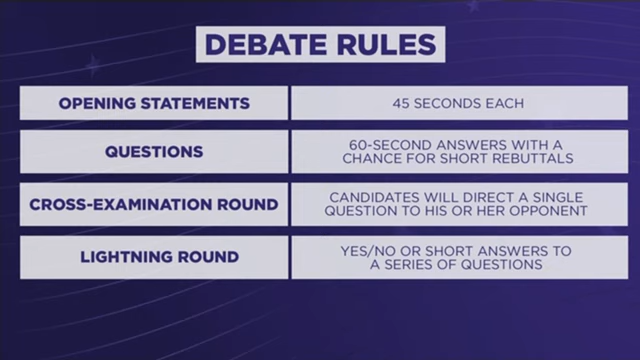 DEBATE RULES
OPENING STATEMENTS
45 SECONDS EACH
QUESTIONS
60-SECOND ANSWERS WITH A
CHANCE FOR SHORT REBUTTALS
CROSS-EXAMINATION ROUND
CANDIDATES WILL DIRECT A SINGLE
QUESTION TO HIS OR HER OPPONENT
LIGHTNING ROUND
YES/NO OR SHORT ANSWERS TO
A SERIES OF QUESTIONS